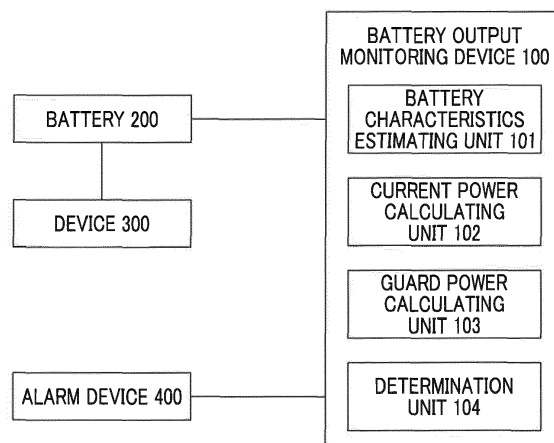 BATTERY OUTPUT
MONITORING DEVICE 100
BATTERY
CHARACTERISTICS
ESTIMATING UNIT 101
BATTERY 200
CURRENT POWER
CALCULATING
UNIT 102
DEVICE 300
GUARD POWER
CALCULATING
UNIT 103
ALARM DEVICE 400
DETERMINATION
UNIT 104